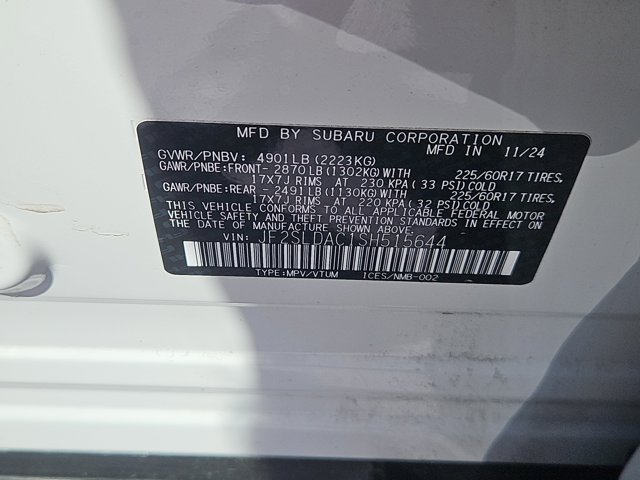 MFD BY SUBARU CORPORATION
MFD IN 11/24
GVWR/PNBV: 4901LB(2223KG)
GAWR/PNBE:FRONT- 2870LB(1302KG)WITH 225/60R17 TIRES,
17X7J RIMS AT 230 KPA(33 PSI)COLD
GAWR/PNBE:REAR - 2491LB(1130KG)WITH 225/60R17 TIRES,
17X7J RIMS AT 220 KPA(32 PSI)COLD
THIS VEHICLE CONFORMS TO ALL APPLICABLE FEDERAL MOTOR
VEHICLE SAFETY AND THEFT PREVENTION STANDARDS IN EFFECT
ON THE DATE OF MANUFACTURE SHOWN ABOVE.
VIN: JF2SLDAC1SH515644
TYPE:MPV/VTUM ICES/NMB-002